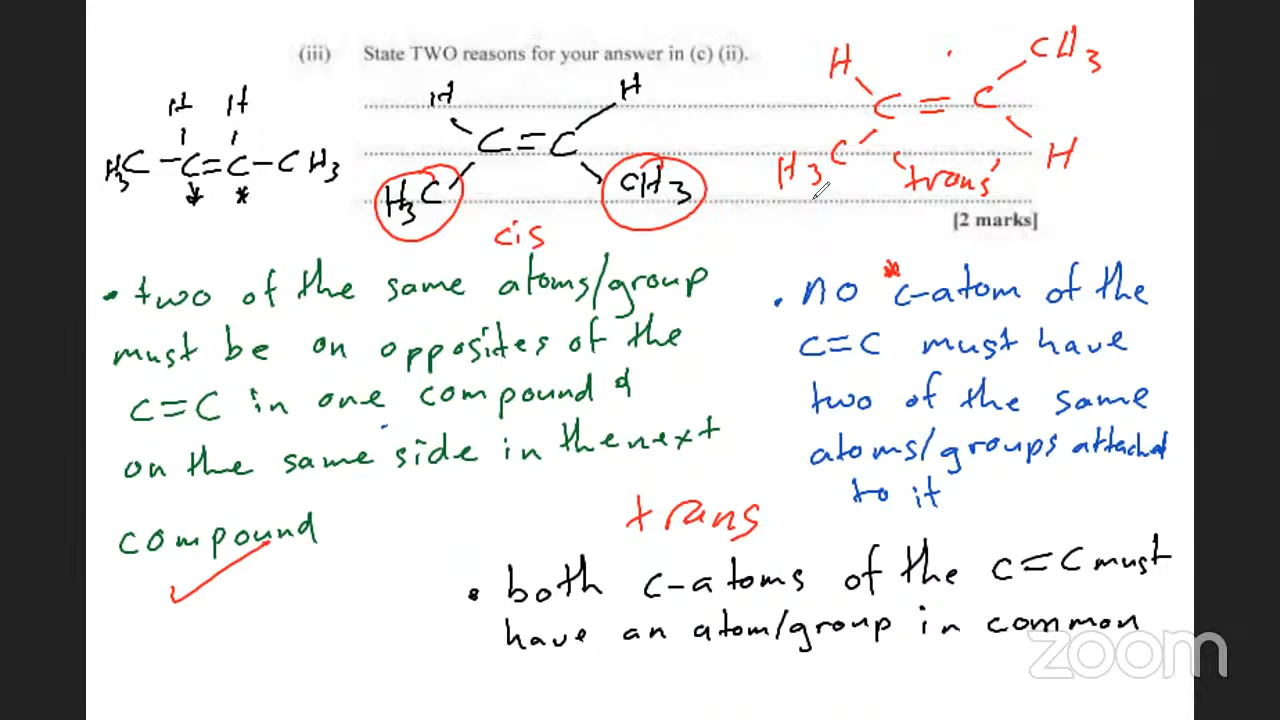 (iii) State TWO reasons for your answer in (c) (ii).
H H
H3C - C = C - CH3
* *
H H
C = C
H3C CH3
cis
H CH3
C = C
H3C H
'trans'
[2 marks]
• two of the same atoms/group
must be on opposites of the
C=C in one compound &
on the same side in the next
compound
• no c-atom of the
C=C must have
two of the same
atoms/groups attached
to it
trans
• both c-atoms of the C=C must
have an atom/group in common
zoom